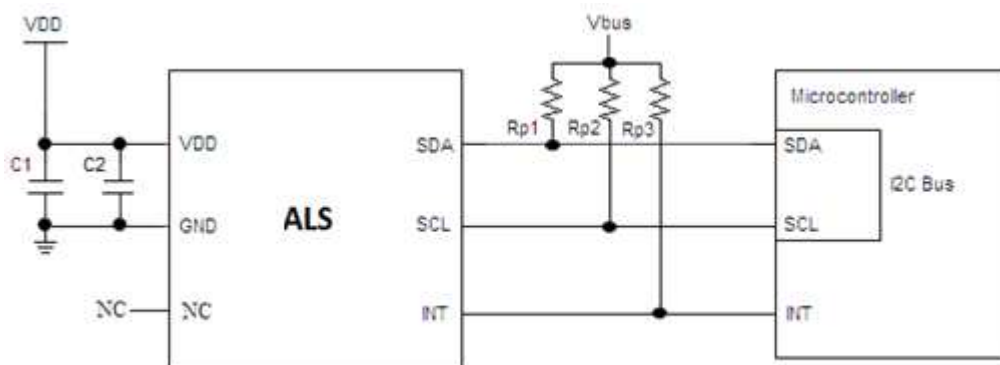 VDD
Vbus
Microcontroller
Rp1
Rp2
Rp3
C1
C2
VDD
SDA
SDA
I2C Bus
GND
ALS
SCL
SCL
NC
NC
INT
INT